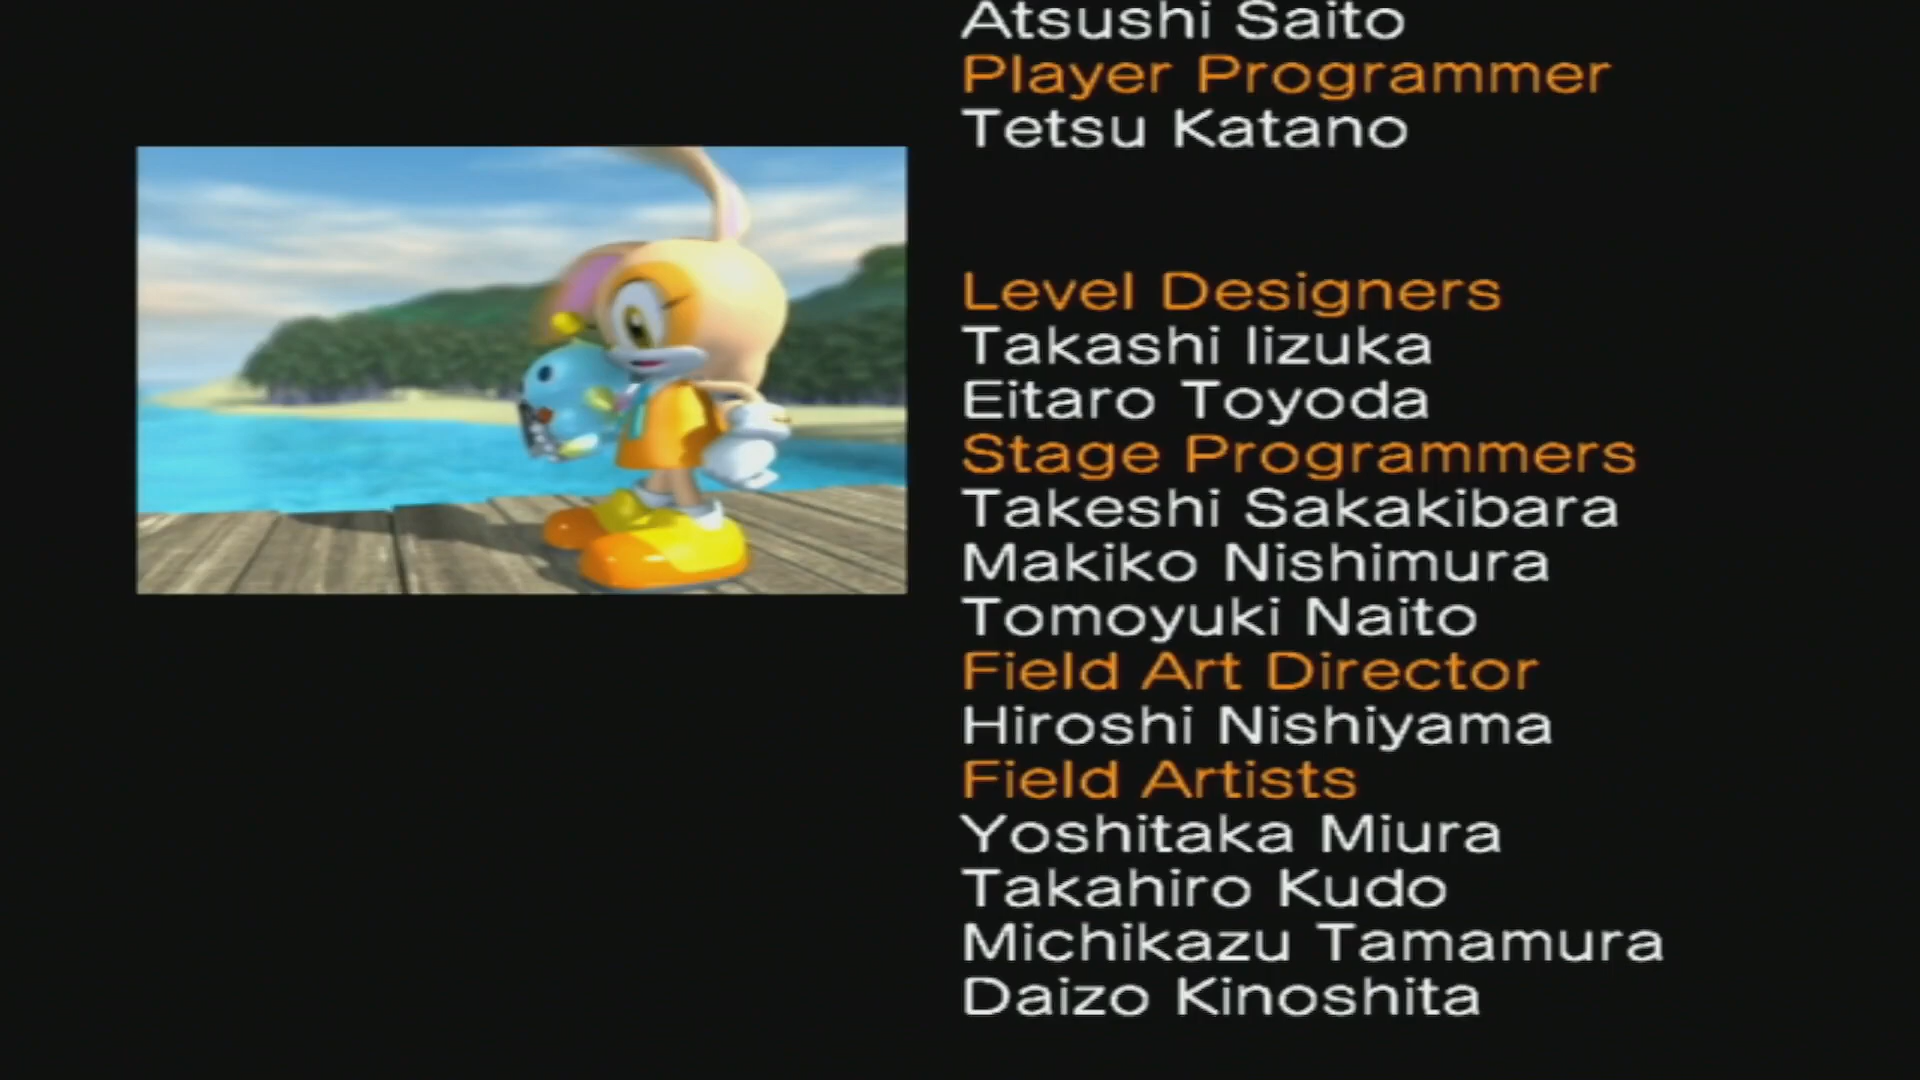 Atsushi Saito
Player Programmer
Tetsu Katano
Level Designers
Takashi Iizuka
Eitaro Toyoda
Stage Programmers
Takeshi Sakakibara
Makiko Nishimura
Tomoyuki Naito
Field Art Director
Hiroshi Nishiyama
Field Artists
Yoshitaka Miura
Takahiro Kudo
Michikazu Tamamura
Daizo Kinoshita